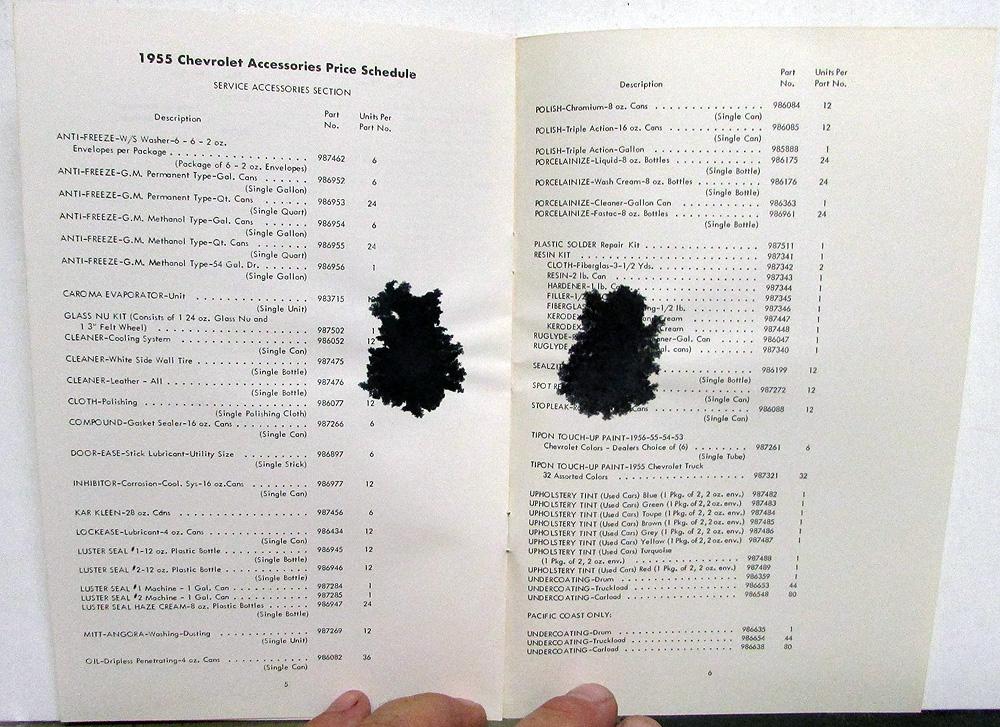 1955 Chevrolet Accessories Price Schedule
SERVICE ACCESSORIES SECTION
Description Part No. Units Per Part No.
ANTI-FREEZE-W/S Washer-6 - 6 - 2 oz.
Envelopes per Package . . . . . . . . . . . . . . . . . . . . 987462 6
(Package of 6 - 2 oz. Envelopes)
ANTI-FREEZE-G.M. Permanent Type-Gal. Cans . . . . . . 986952 6
(Single Gallon)
ANTI-FREEZE-G.M. Permanent Type-Qt. Cans . . . . . . 986953 24
(Single Quart)
ANTI-FREEZE-G.M. Methanol Type-Gal. Cans . . . . . . 986954 6
(Single Gallon)
ANTI-FREEZE-G.M. Methanol Type-Qt. Cans . . . . . . 986955 24
(Single Quart)
ANTI-FREEZE-G.M. Methanol Type-54 Gal. Dr. . . . . . 986956 1
(Single Gallon)
CAROMA EVAPORATOR-Unit . . . . . . . . . . . . . . . 983715
(Single Unit)
GLASS NU KIT (Consists of 1 24 oz. Glass Nu and
1 3" Felt Wheel) . . . . . . . . . . . . . . . . . . . . 987502 1
CLEANER-Cooling System . . . . . . . . . . . . . . . . 986052 12
(Single Can)
CLEANER-White Side Wall Tire . . . . . . . . . . . . . 987475
(Single Bottle)
CLEANER-Leather - All . . . . . . . . . . . . . . . . . 987476
(Single Bottle)
CLOTH-Polishing . . . . . . . . . . . . . . . . . . . . 986077 12
(Single Polishing Cloth)
COMPOUND-Gasket Sealer-16 oz. Cans . . . . . . . . . 987266 6
(Single Can)
DOOR-EASE-Stick Lubricant-Utility Size . . . . . . . . . 986897 6
(Single Stick)
INHIBITOR-Corrosion-Cool. Sys-16 oz.Cans . . . . . . . 986977 12
(Single Can)
KAR KLEEN-28 oz. Cans . . . . . . . . . . . . . . . . . 987456 6
LOCKEASE-Lubricant-4 oz. Cans . . . . . . . . . . . . . 986434 12
(Single Can)
LUSTER SEAL #1-12 oz. Plastic Bottle . . . . . . . . . . 986945 12
(Single Bottle)
LUSTER SEAL #2-12 oz. Plastic Bottle . . . . . . . . . . 986946 12
(Single Bottle)
LUSTER SEAL #1 Machine - 1 Gal. Can . . . . . . . . . 987284 1
LUSTER SEAL #2 Machine - 1 Gal. Can . . . . . . . . . 987285 1
LUSTER SEAL HAZE CREAM-8 oz. Plastic Bottles . . . . . 986947 24
(Single Bottle)
MITT-ANGORA-Washing-Dusting . . . . . . . . . . . . 987269 12
(Single Unit)
OIL-Dripless Penetrating-4 oz. Cans . . . . . . . . . . 986082 36
(Single Can)
5
Description Part No. Units Per Part No.
POLISH-Chromium-8 oz. Cans . . . . . . . . . . . . . . 986084 12
(Single Can)
POLISH-Triple Action-16 oz. Cans . . . . . . . . . . . . 986085 12
(Single Can)
POLISH-Triple Action-Gallon . . . . . . . . . . . . . . 985888 1
PORCELAINIZE-Liquid-8 oz. Bottles . . . . . . . . . . . 986175 24
(Single Bottle)
PORCELAINIZE-Wash Cream-8 oz. Bottles . . . . . . . . 986176 24
(Single Bottle)
PORCELAINIZE-Cleaner-Gallon Can . . . . . . . . . . . 986363 1
PORCELAINIZE-Fastac-8 oz. Bottles . . . . . . . . . . . 986961 24
(Single Bottle)
PLASTIC SOLDER Repair Kit . . . . . . . . . . . . . . . 987511 1
RESIN KIT . . . . . . . . . . . . . . . . . . . . . . . . 987341 1
CLOTH-Fiberglas-3-1/2 Yds. . . . . . . . . . . . . . . 987342 2
RESIN-2 lb. Can . . . . . . . . . . . . . . . . . . . . 987343 1
HARDENER-1 lb. C . . . . . . . . . . . . . . . . . . 987344 1
FILLER-1/2 . . . . . . . . . . . . . . 987345 1
FIBERGLAS ng-1/2 lb. 987346 1
KERODEX Cream . . . . . . . 987447 1
KERODEX ream . . . . . . . 987448 1
RUGLYDE- ner-Gal. Can 986047 1
RUGLYDE- al. cans) . . . . 987340 1
SEALZIT . . . . . . . . 986199 12
(Single Bottle)
SPOT RE . . . . . . . . 987272 12
(Single Can)
STOPLEAK- Cans . . . . . . . . . 986088 12
(Single Can)
TIPON TOUCH-UP PAINT-1956-55-54-53
Chevrolet Colors - Dealers Choice of (6) . . . . . . . . 987261 6
(Single Tube)
TIPON TOUCH-UP PAINT-1955 Chevrolet Truck
32 Assorted Colors . . . . . . . . . . . . . . . . . . . 987321 32
UPHOLSTERY TINT (Used Cars) Blue (1 Pkg. of 2, 2 oz. env.) 987482 1
UPHOLSTERY TINT (Used Cars) Green (1 Pkg. of 2, 2 oz. env.) 987483 1
UPHOLSTERY TINT (Used Cars) Taupe (1 Pkg. of 2, 2 oz. env.) 987484 1
UPHOLSTERY TINT (Used Cars) Brown (1 Pkg. of 2, 2 oz. env.) 987485 1
UPHOLSTERY TINT (Used Cars) Grey (1 Pkg. of 2, 2 oz. env.) 987486 1
UPHOLSTERY TINT (Used Cars) Yellow (1 Pkg. of 2, 2 oz. env.) 987487 1
UPHOLSTERY TINT (Used Cars) Turquoise
(1 Pkg. of 2, 2 oz. env.) . . . . . . . . . . . . . . . 987488 1
UPHOLSTERY TINT (Used Cars) Red (1 Pkg. of 2, 2 oz. env.) 987489 1
UNDERCOATING-Drum . . . . . . . . . . . . . . . . . 986359 1
UNDERCOATING-Truckload . . . . . . . . . . . . . . . 986653 44
UNDERCOATING-Carload . . . . . . . . . . . . . . . . 986548 80
PACIFIC COAST ONLY:
UNDERCOATING-Drum . . . . . . . . . . . . . . . . . 986635 1
UNDERCOATING-Truckload . . . . . . . . . . . . . . . 986654 44
UNDERCOATING-Carload . . . . . . . . . . . . . . . . 986638 80
6